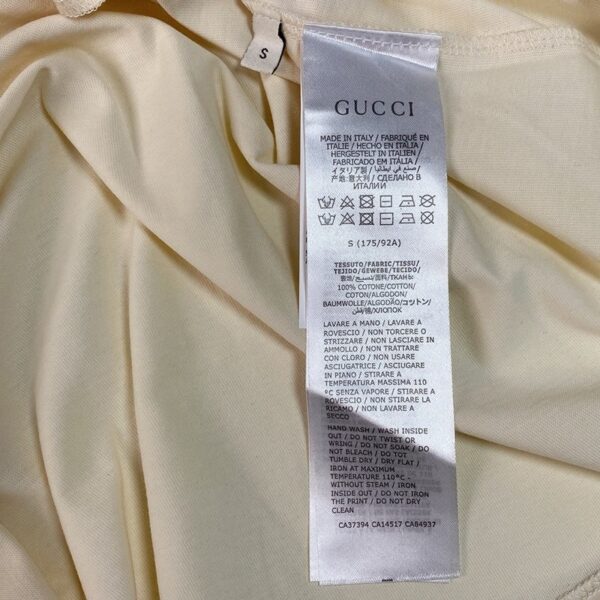 S
GUCCI
MADE IN ITALY / FABRIQUÉ EN
ITALIE / HECHO EN ITALIA /
HERGESTELLT IN ITALIEN /
FABRICADO EM ITÁLIA /
イタリア製 / صنع في ايطاليا /
产地:意大利 / СДЕЛАНО В
ИТАЛИИ
S (175/92A)
TESSUTO/FABRIC/TISSU/
TEJIDO/GEWEBE/TECIDO/
面料/ТКАНЬ
100% COTONE/COTTON/
COTON/ALGODON/
BAUMWOLLE/ALGODÃO/コットン/
قطن/棉/ХЛОПОК
LAVARE A MANO / LAVARE A
ROVESCIO / NON TORCERE O
STRIZZARE / NON LASCIARE IN
AMMOLLO / NON TRATTARE
CON CLORO / NON USARE
ASCIUGATRICE / ASCIUGARE
IN PIANO / STIRARE A
TEMPERATURA MASSIMA 110
°C SENZA VAPORE / STIRARE A
ROVESCIO / NON STIRARE LA
RICAMO / NON LAVARE A
SECCO
HAND WASH / WASH INSIDE
OUT / DO NOT TWIST OR
WRING / DO NOT SOAK / DO
NOT BLEACH / DO TOT
TUMBLE DRY / DRY FLAT /
IRON AT MAXIMUM
TEMPERATURE 110°C -
WITHOUT STEAM / IRON
INSIDE OUT / DO NOT IRON
THE PRINT / DO NOT DRY
CLEAN
CA37394 CA14517 CA84937